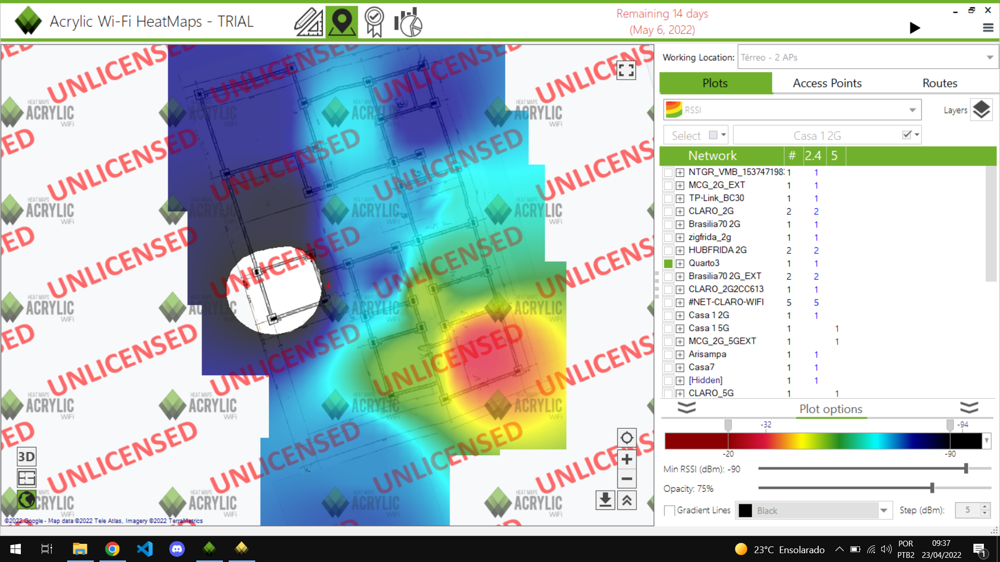 Acrylic Wi-Fi HeatMaps - TRIAL
Remaining 14 days
(May 6, 2022)
Working Location:
Térreo - 2 APs
Plots
Access Points
Routes
RSSI
Layers
Select
Casa 1 2G
Network # 2.4 5
NTGR_VMB_153747198 1 1
MCG_2G_EXT 1 1
TP-Link_BC30 1 1
CLARO_2G 2 2
Brasilia70 2G 1 1
zigfrida_2g 1 1
HUBFRIDA 2G 2 2
Quarto3 1 1
Brasilia70 2G_EXT 2 2
CLARO_2G2CC613 1 1
#NET-CLARO-WIFI 5 5
Casa 1 2G 1 1
Casa 1 5G 1 1
MCG_2G_5GEXT 1 1
Arisampa 1 1
Casa7 1 1
[Hidden] 1 1
CLARO_5G 1 1
Plot options
-32
-94
-20
-90
Min RSSI (dBm): -90
Opacity: 75%
Gradient Lines
Black
Step (dBm):
5
UNLICENSED
HEAT MAPS
ACRYLIC
WiFi
3D
©2022 Google - Map data ©2022 Tele Atlas, Imagery ©2022 TerraMetrics
23°C Ensolarado
POR
PTB2
09:37
23/04/2022
1